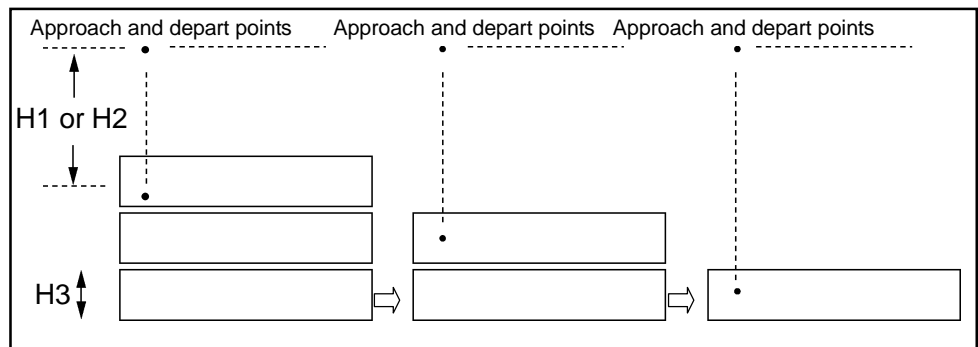 Approach and depart points Approach and depart points Approach and depart points
H1 or H2
H3